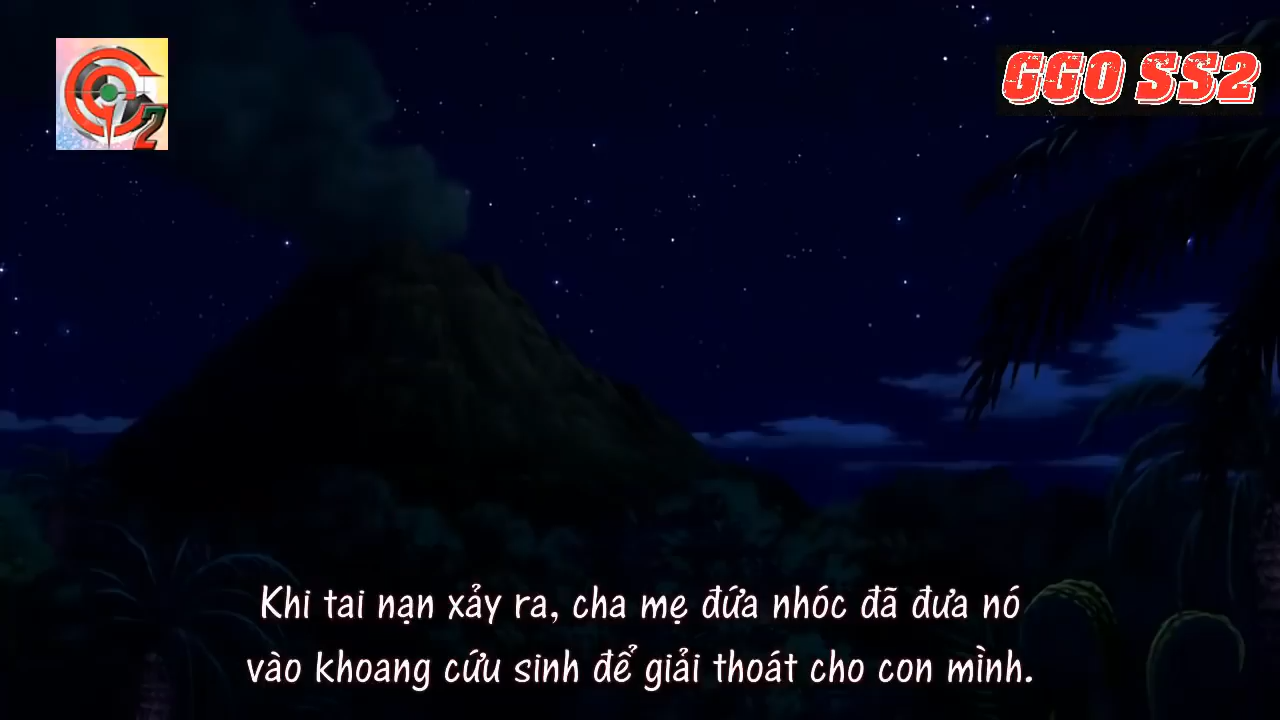 GGO SS2
2
Khi tai nạn xảy ra, cha mẹ đứa nhóc đã đưa nó
vào khoang cứu sinh để giải thoát cho con mình.